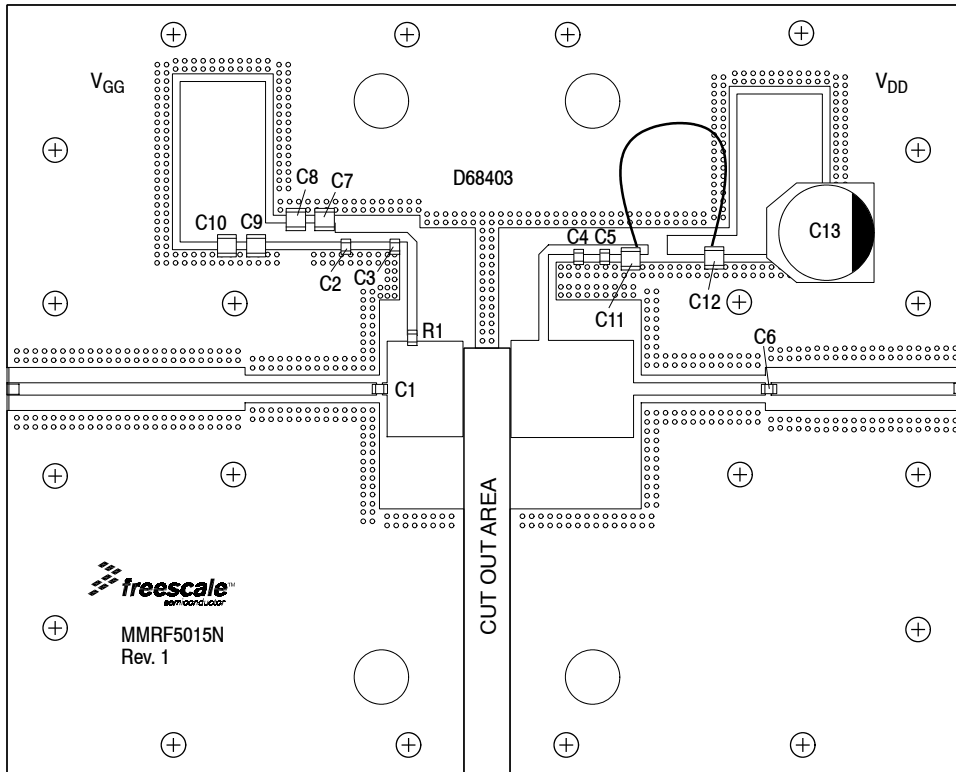 VGG
VDD
D68403
C8 C7
C10 C9
C2 C3
C4 C5
C13
C11
C12
R1
C1
C6
CUT OUT AREA
freescale™
semiconductor
MMRF5015N
Rev. 1